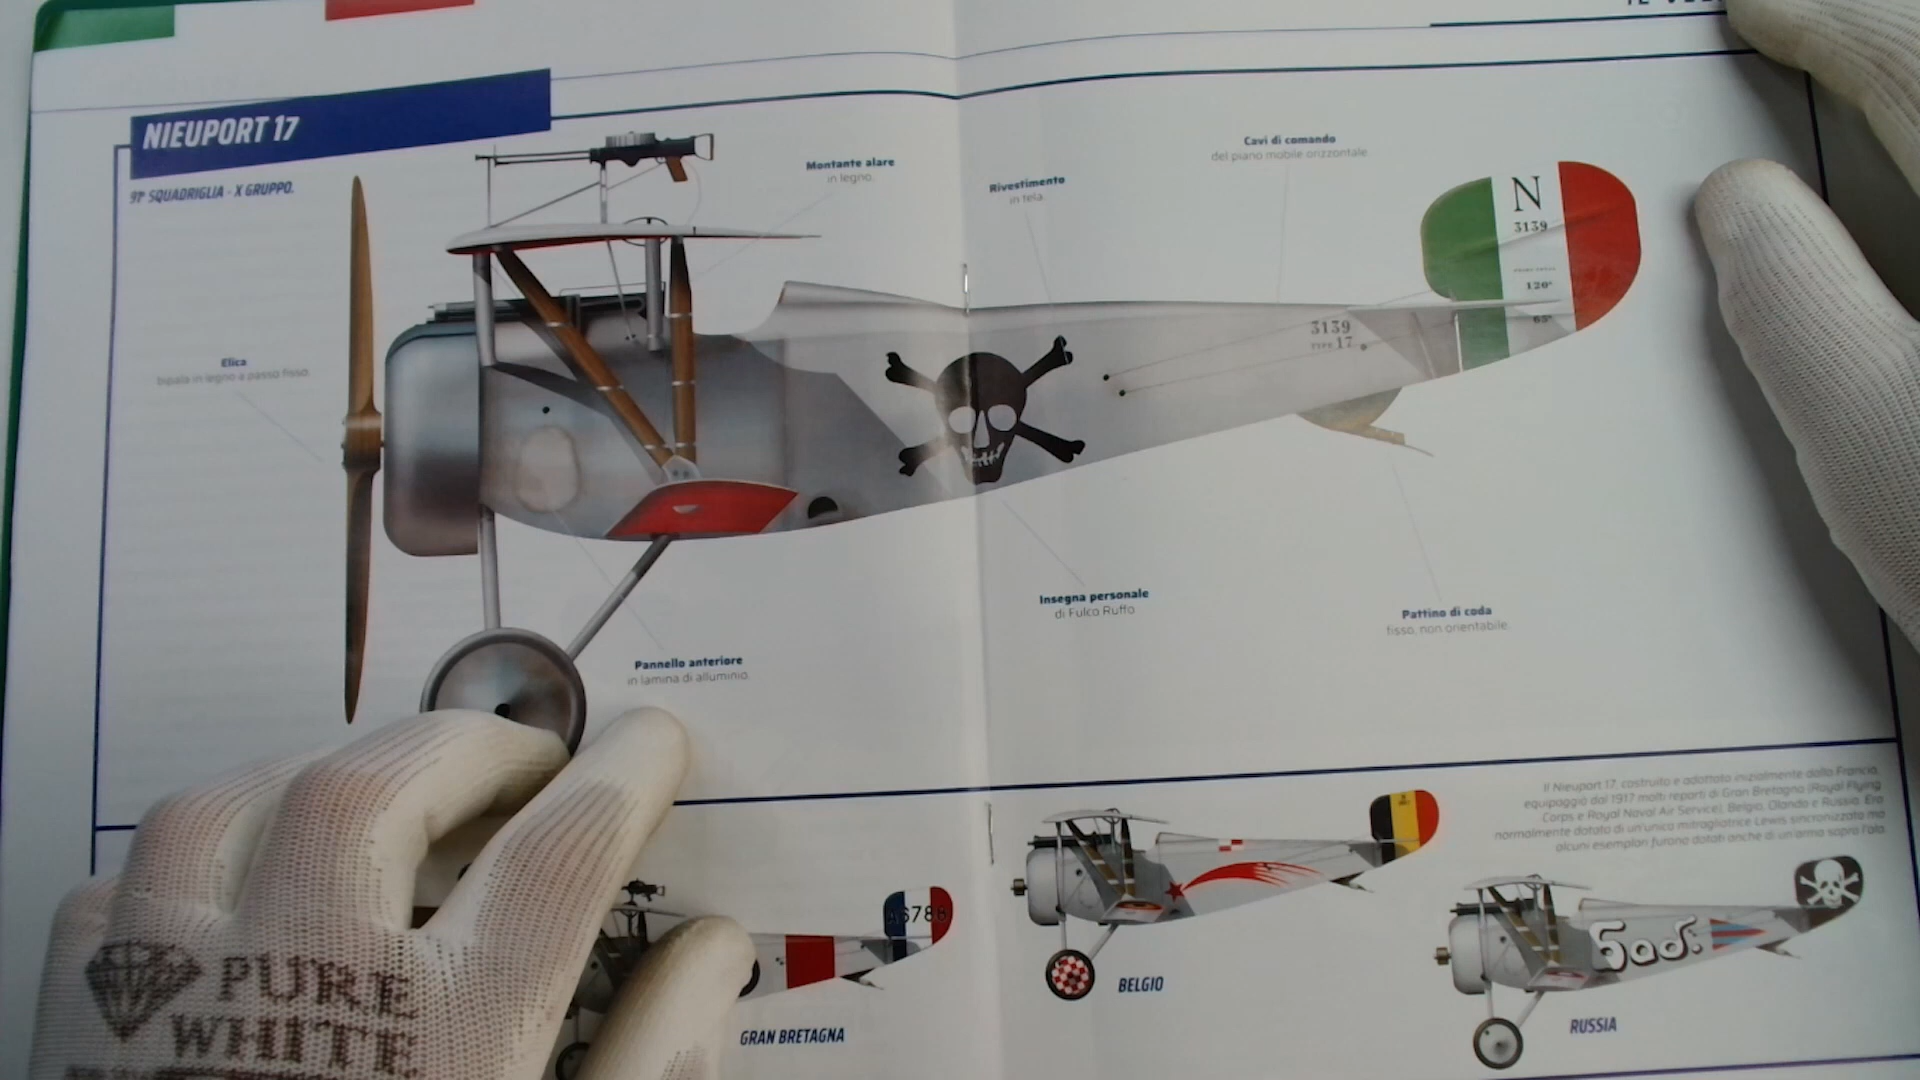 NIEUPORT 17
91ª SQUADRIGLIA - X GRUPPO.
Montante alare
in legno.
Rivestimento
in tela.
Cavi di comando
del piano mobile orizzontale.
N
3139
120°
65°
3139
TYPE 17
Elica
bipala in legno a passo fisso.
Insegna personale
di Fulco Ruffo
Pattino di coda
fisso, non orientabile.
Pannello anteriore
in lamina di alluminio.
Il Nieuport 17, costruito e adottato inizialmente dalla Francia,
equipaggiò dal 1917 molti reparti di Gran Bretagna (Royal Flying
Corps e Royal Naval Air Service), Belgio, Olanda e Russia. Era
normalmente dotato di un'unica mitragliatrice Lewis sincronizzata ma
alcuni esemplari furono dotati anche di un'arma sopra l'ala.
A6788
GRAN BRETAGNA
BELGIO
RUSSIA
PURE
WHITE